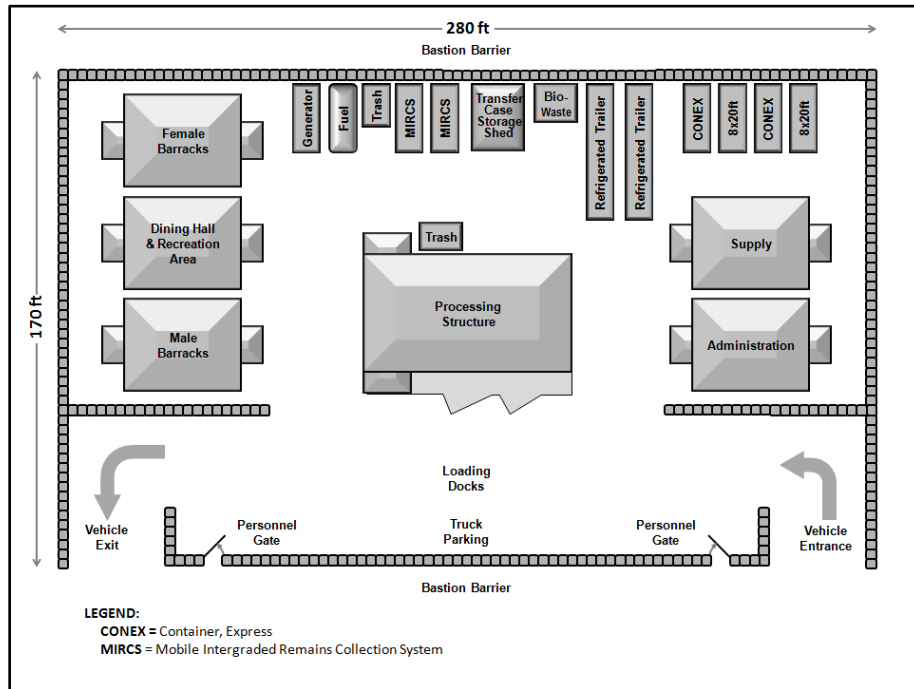 280 ft
Bastion Barrier
170 ft
Female
Barracks
Generator
Fuel
Trash
MIRCS
MIRCS
Transfer
Case
Storage
Shed
Bio-
Waste
Refrigerated Trailer
Refrigerated Trailer
CONEX
8x20ft
CONEX
8x20ft
Dining Hall
& Recreation
Area
Trash
Supply
Processing
Structure
Male
Barracks
Administration
Loading
Docks
Vehicle
Exit
Personnel
Gate
Truck
Parking
Personnel
Gate
Vehicle
Entrance
Bastion Barrier
LEGEND:
CONEX = Container, Express
MIRCS = Mobile Intergraded Remains Collection System